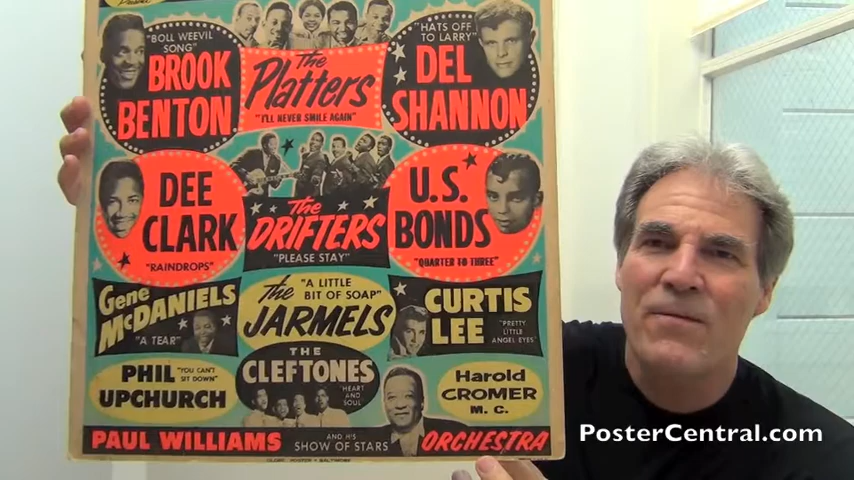 "BOLL WEEVIL
SONG"
BROOK
BENTON
The
Platters
"I'LL NEVER SMILE AGAIN"
"HATS OFF
TO LARRY"
DEL
SHANNON
DEE
CLARK
"RAINDROPS"
The
DRIFTERS
"PLEASE STAY"
U.S.
BONDS
"QUARTER TO THREE"
Gene
McDANIELS
"A TEAR"
The "A LITTLE
BIT OF SOAP"
JARMELS
CURTIS
LEE
"PRETTY
LITTLE
ANGEL EYES"
PHIL "YOU CAN'T
SIT DOWN"
UPCHURCH
THE
CLEFTONES
"HEART
AND
SOUL"
Harold
CROMER
M. C.
PAUL WILLIAMS AND HIS
SHOW OF STARS ORCHESTRA
PosterCentral.com